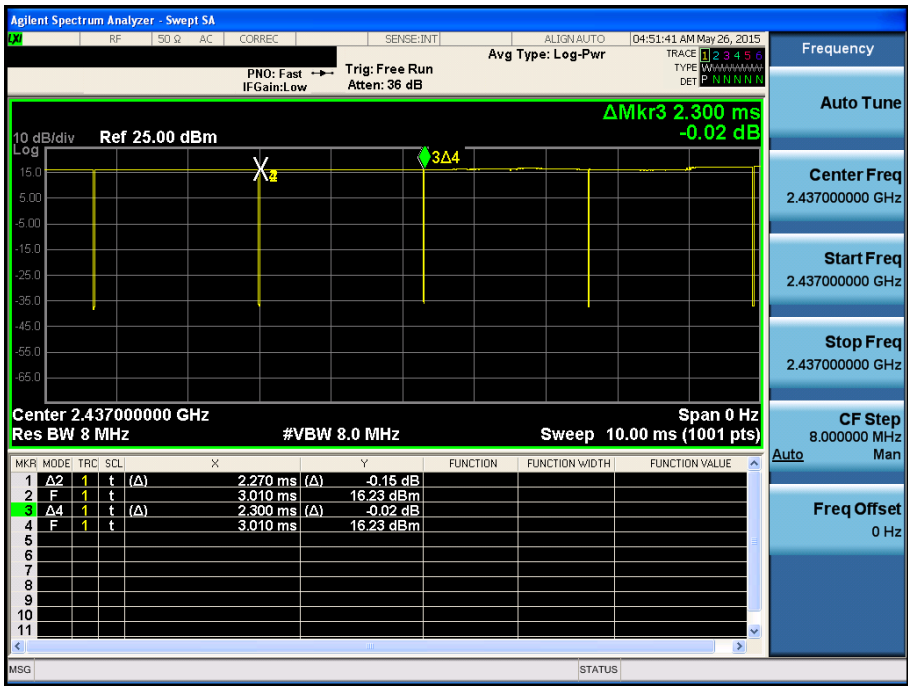 Agilent Spectrum Analyzer - Swept SA
LXI RF 50 Ω AC CORREC SENSE:INT ALIGN AUTO 04:51:41 AM May 26, 2015
PNO: Fast
IFGain:Low
Trig: Free Run
Atten: 36 dB
Avg Type: Log-Pwr
TRACE 1 2 3 4 5 6
TYPE WWWWWW
DET P N N N N N
ΔMkr3 2.300 ms
-0.02 dB
10 dB/div Ref 25.00 dBm
Log
15.0
5.00
-5.00
-15.0
-25.0
-35.0
-45.0
-55.0
-65.0
3Δ4
Center 2.437000000 GHz Span 0 Hz
Res BW 8 MHz #VBW 8.0 MHz Sweep 10.00 ms (1001 pts)
MKR MODE TRC SCL X Y FUNCTION FUNCTION WIDTH FUNCTION VALUE
1 Δ2 1 t (Δ) 2.270 ms (Δ) -0.15 dB
2 F 1 t 3.010 ms 16.23 dBm
3 Δ4 1 t (Δ) 2.300 ms (Δ) -0.02 dB
4 F 1 t 3.010 ms 16.23 dBm
5
6
7
8
9
10
11
MSG STATUS
Frequency
Auto Tune
Center Freq
2.437000000 GHz
Start Freq
2.437000000 GHz
Stop Freq
2.437000000 GHz
CF Step
8.000000 MHz
Auto Man
Freq Offset
0 Hz